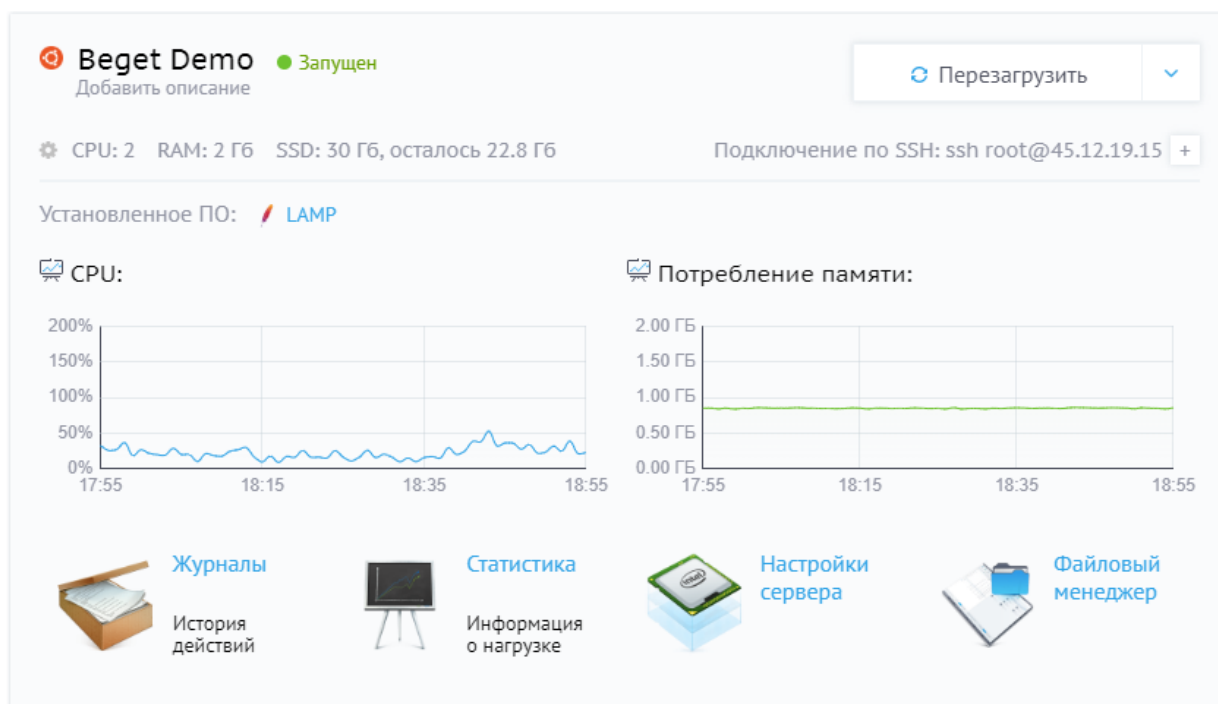 Beget Demo Запущен
Перезагрузить
Добавить описание
CPU: 2 RAM: 2 Гб SSD: 30 Гб, осталось 22.8 Гб
Подключение по SSH: ssh root@45.12.19.15 +
Установленное ПО: LAMP
CPU:
200%
150%
100%
50%
0%
17:55 18:15 18:35 18:55
Потребление памяти:
2.00 ГБ
1.50 ГБ
1.00 ГБ
0.50 ГБ
0.00 ГБ
17:55 18:15 18:35 18:55
Журналы
История
действий
Статистика
Информация
о нагрузке
intel
Настройки
сервера
Файловый
менеджер